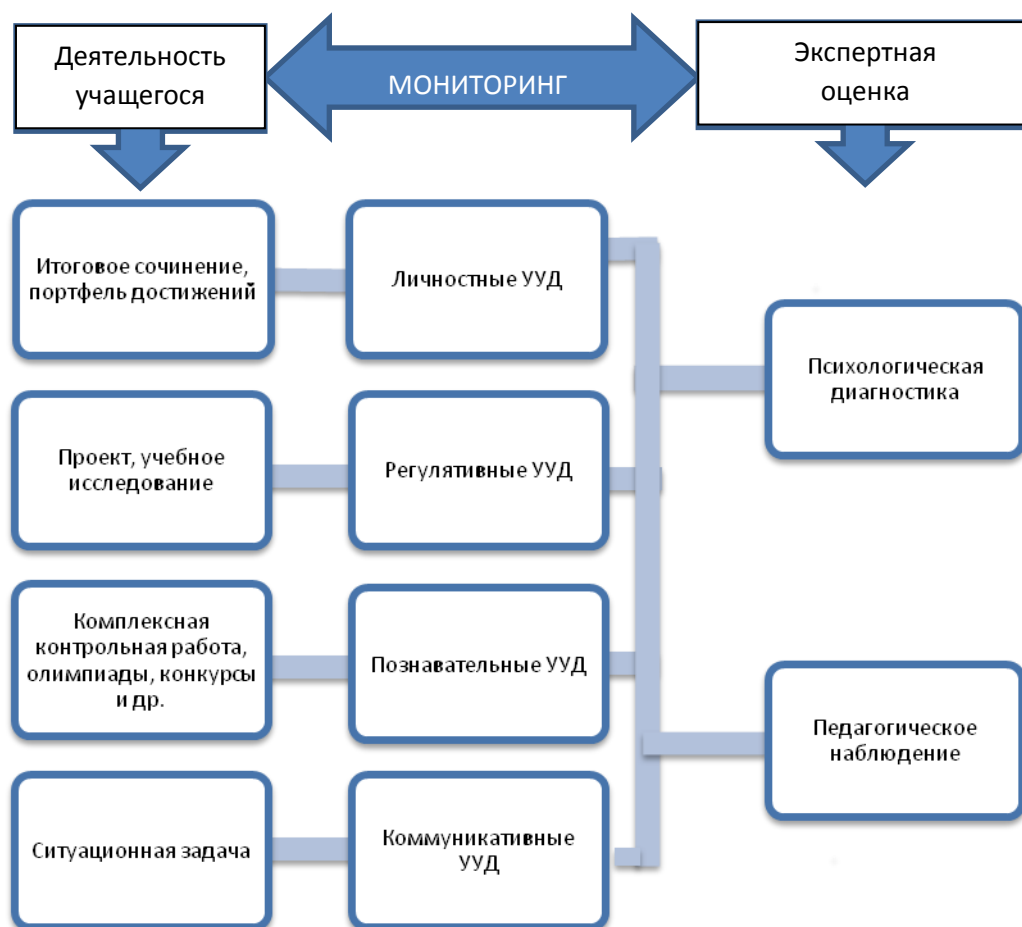 Деятельность
учащегося
МОНИТОРИНГ
Экспертная
оценка
Итоговое сочинение,
портфель достижений
Личностные УУД
Психологическая
диагностика
Проект, учебное
исследование
Регулятивные УУД
Комплексная
контрольная работа,
олимпиады, конкурсы
и др.
Познавательные УУД
Педагогическое
наблюдение
Ситуационная задача
Коммуникативные
УУД